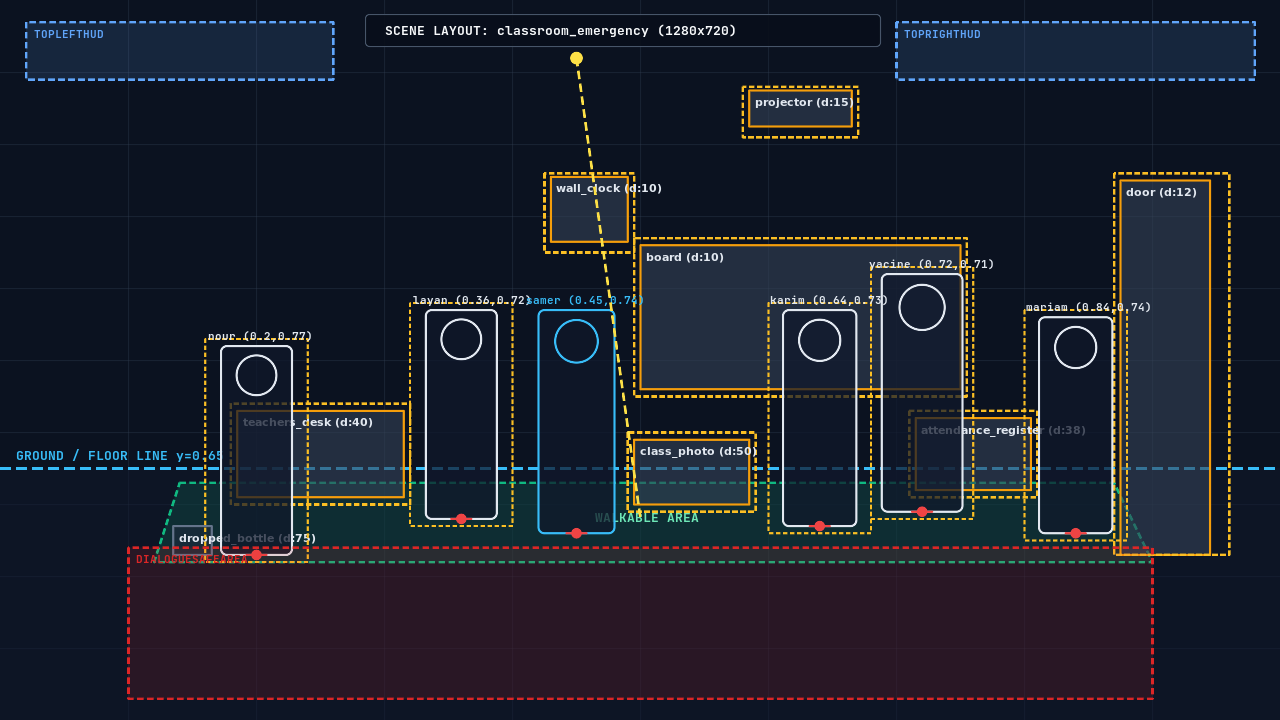 SCENE LAYOUT: classroom_emergency (1280x720)
TOPLEFTHUD
TOPRIGHTHUD
projector (d:15)
wall_clock (d:10)
door (d:12)
board (d:10)
yacine (0.72,0.71)
layan (0.36,0.72)
samer (0.45,0.74)
karim (0.64,0.73)
mariam (0.84,0.74)
nour (0.2,0.77)
teachers_desk (d:40)
attendance_register (d:38)
class_photo (d:50)
GROUND / FLOOR LINE y=0.65
WALKABLE AREA
dropped_bottle (d:75)